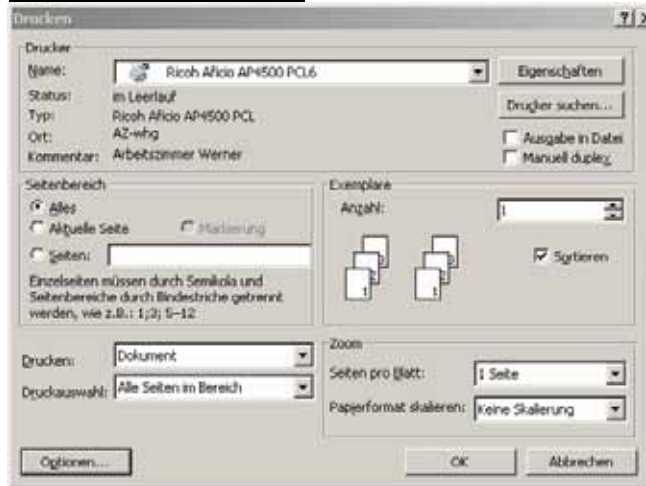 Drucken
Drucker
Name: Ricoh Aficio AP4500 PCL6 Eigenschaften
Status: im Leerlauf
Typ: Ricoh Aficio AP4500 PCL Drucker suchen...
Ort: AZ-whg Ausgabe in Datei
Kommentar: Arbeitszimmer Werner Manuell duplex
Seitenbereich
Alles
Aktuelle Seite Markierung
Seiten:
Einzelseiten müssen durch Semikola und
Seitenbereiche durch Bindestriche getrennt
werden, wie z.B.: 1;3; 5-12
Exemplare
Anzahl: 1
Sortieren
Drucken: Dokument
Druckauswahl: Alle Seiten im Bereich
Zoom
Seiten pro Blatt: 1 Seite
Papierformat skalieren: Keine Skalierung
Optionen... OK Abbrechen